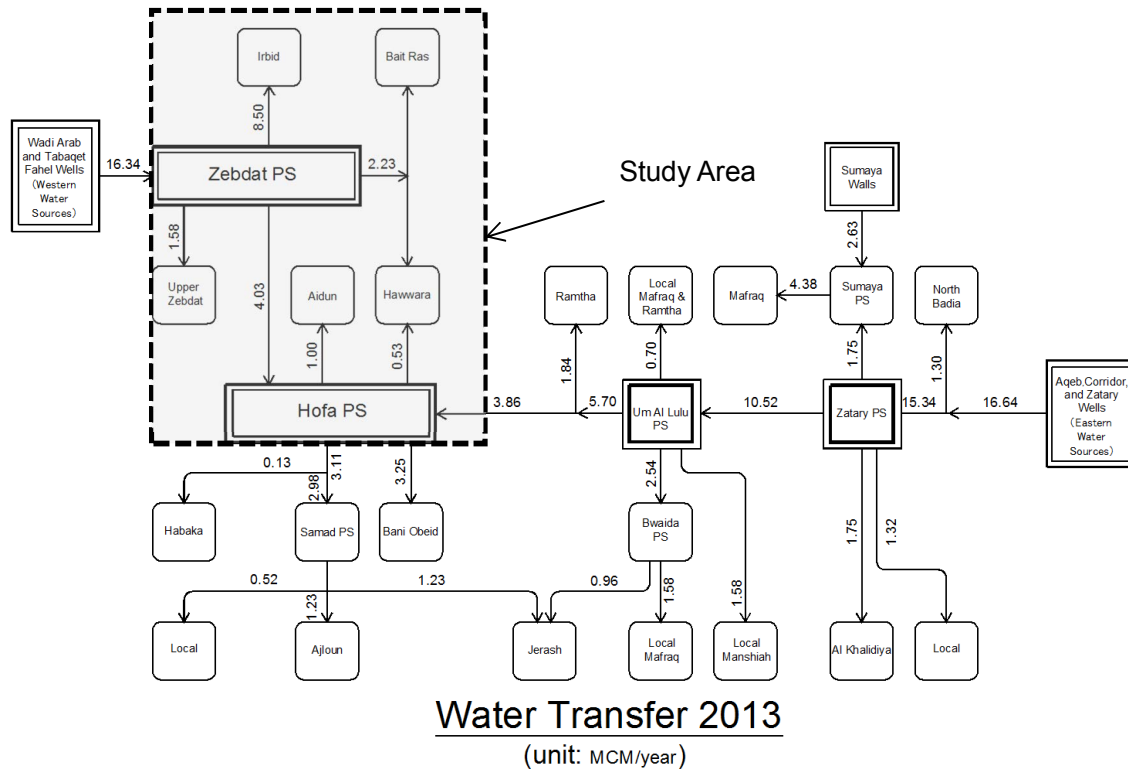 Irbid
Bait Ras
8.50
Wadi Arab
and Tabaqet
Fahel Wells
(Western
Water
Sources)
16.34
Zebdat PS
2.23
Study Area
Sumaya
Walls
1.58
4.03
2.63
Upper
Zebdat
Aidun
Hawwara
Ramtha
Local
Mafraq &
Ramtha
Mafraq
4.38
Sumaya
PS
North
Badia
1.00
0.53
1.84
0.70
1.75
1.30
Hofa PS
3.86
5.70
Um Al Lulu
PS
10.52
Zatary PS
15.34
16.64
Aqeb,Corridor,
and Zatary
Wells
(Eastern
Water
Sources)
0.13
3.11
2.98
3.25
2.54
1.75
1.32
Habaka
Samad PS
Bani Obeid
Bwaida
PS
0.52
1.23
1.23
0.96
1.58
1.58
Local
Ajloun
Jerash
Local
Mafraq
Local
Manshiah
Al Khalidiya
Local
Water Transfer 2013
(unit: MCM/year)